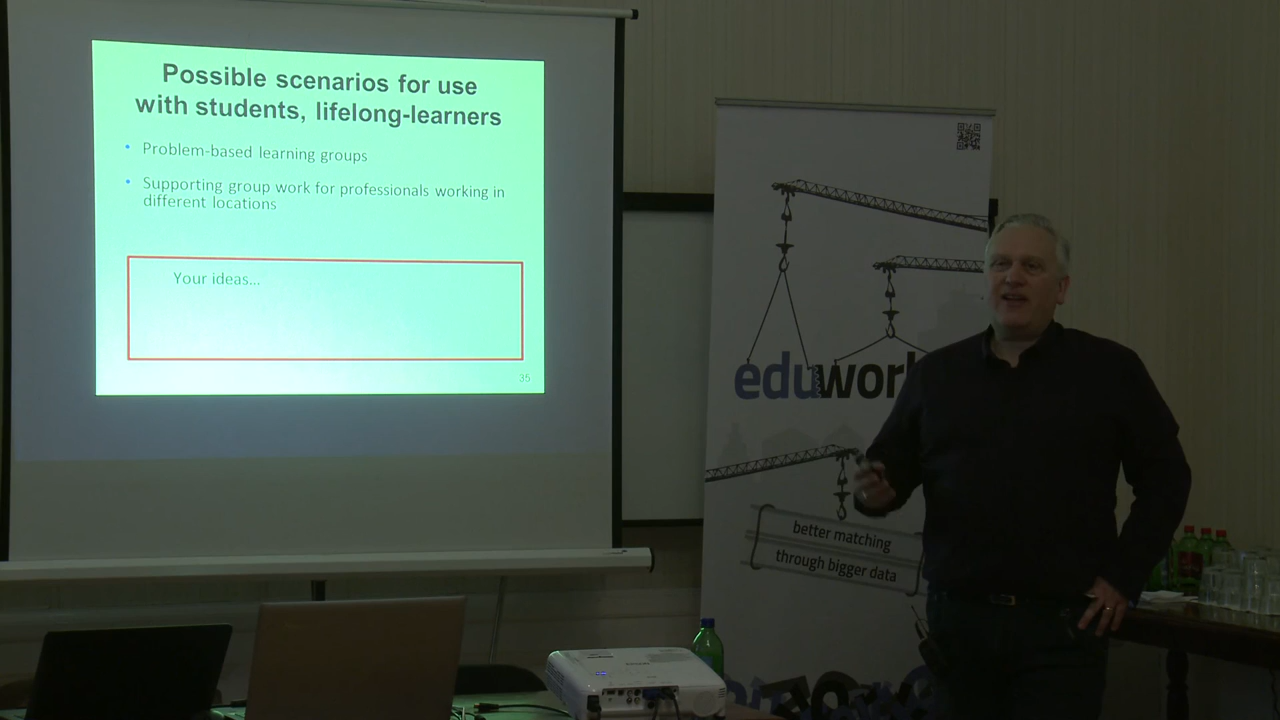 Possible scenarios for use
with students, lifelong-learners
• Problem-based learning groups
• Supporting group work for professionals working in
different locations
Your ideas...
35
better matching
through bigger data